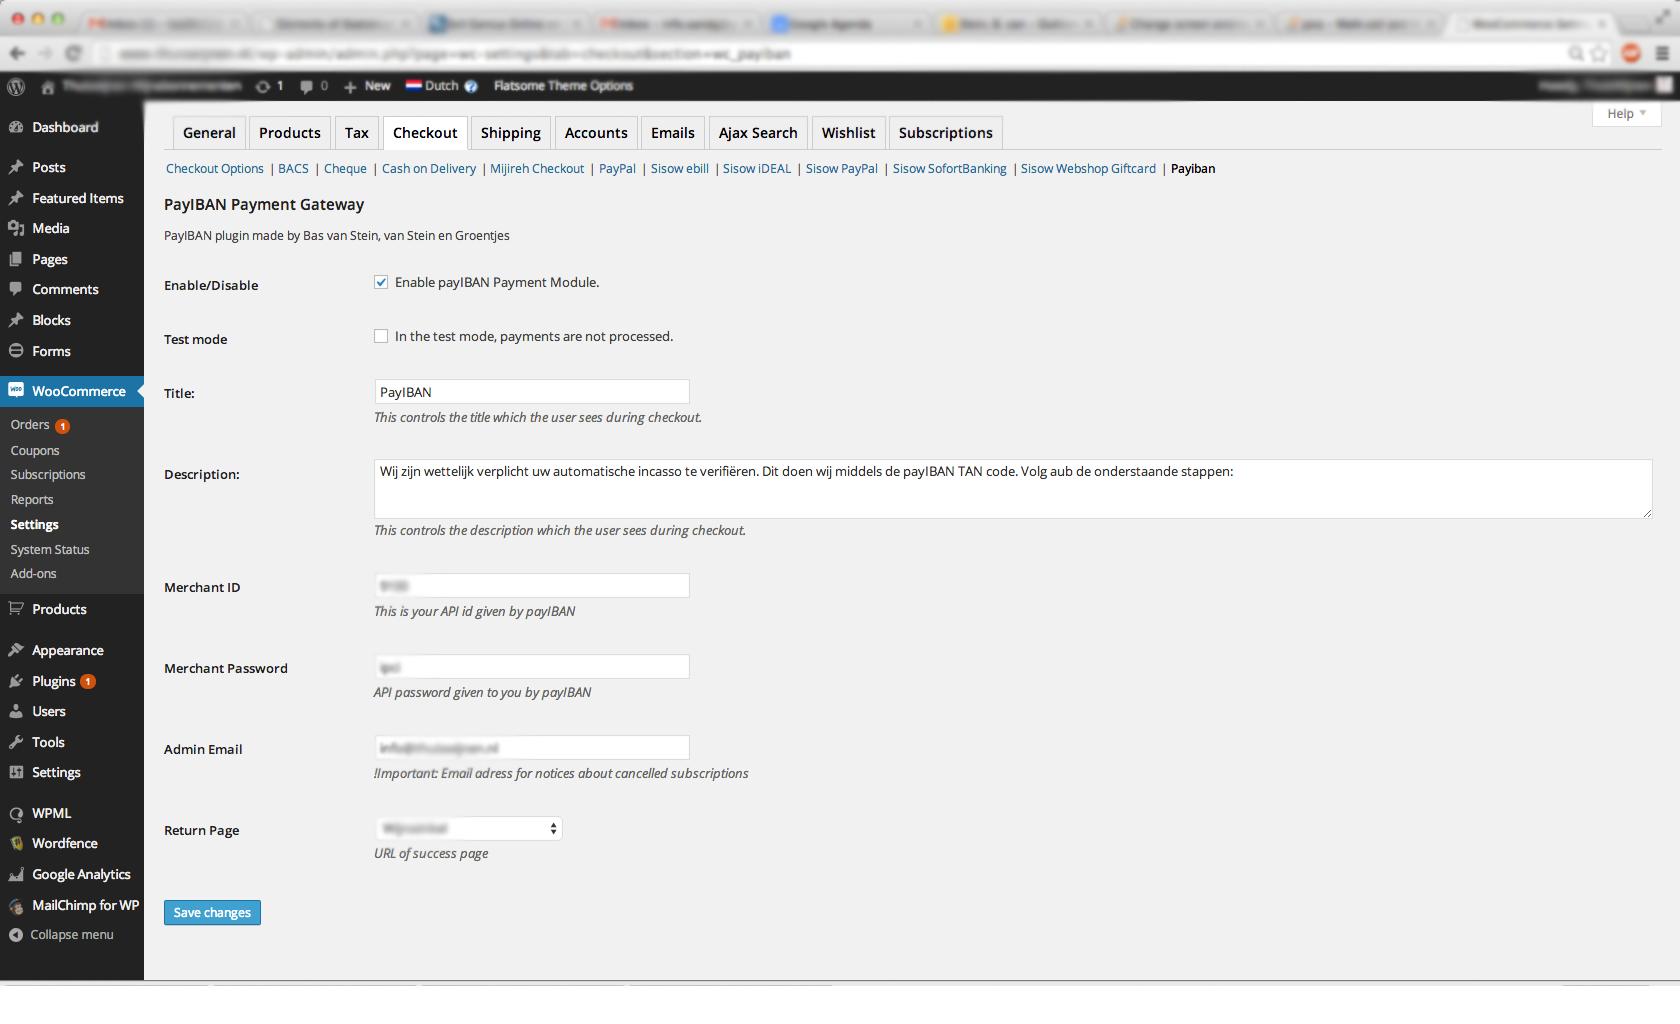 Google Agenda
1 0 + New Dutch ? Flatsome Theme Options
Help
Dashboard
Posts
Featured Items
Media
Pages
Comments
Blocks
Forms
WooCommerce
Orders 1
Coupons
Subscriptions
Reports
Settings
System Status
Add-ons
Products
Appearance
Plugins 1
Users
Tools
Settings
WPML
Wordfence
Google Analytics
MailChimp for WP
Collapse menu
General Products Tax Checkout Shipping Accounts Emails Ajax Search Wishlist Subscriptions
Checkout Options | BACS | Cheque | Cash on Delivery | Mijireh Checkout | PayPal | Sisow ebill | Sisow iDEAL | Sisow PayPal | Sisow SofortBanking | Sisow Webshop Giftcard | Payiban
PayIBAN Payment Gateway
PayIBAN plugin made by Bas van Stein, van Stein en Groentjes
Enable/Disable Enable payIBAN Payment Module.
Test mode In the test mode, payments are not processed.
Title: PayIBAN
This controls the title which the user sees during checkout.
Description: Wij zijn wettelijk verplicht uw automatische incasso te verifiëren. Dit doen wij middels de payIBAN TAN code. Volg aub de onderstaande stappen:
This controls the description which the user sees during checkout.
Merchant ID
This is your API id given by payIBAN
Merchant Password
API password given to you by payIBAN
Admin Email
!Important: Email adress for notices about cancelled subscriptions
Return Page
URL of success page
Save changes